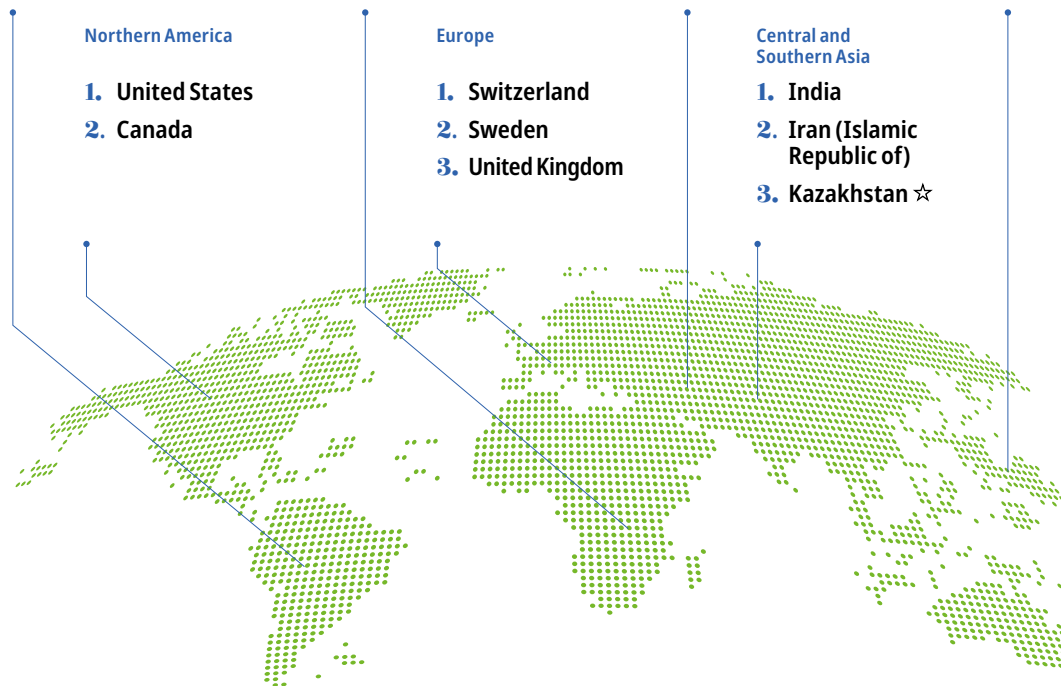 Northern America
1. United States
2. Canada
Europe
1. Switzerland
2. Sweden
3. United Kingdom
Central and
Southern Asia
1. India
2. Iran (Islamic
Republic of)
3. Kazakhstan ☆